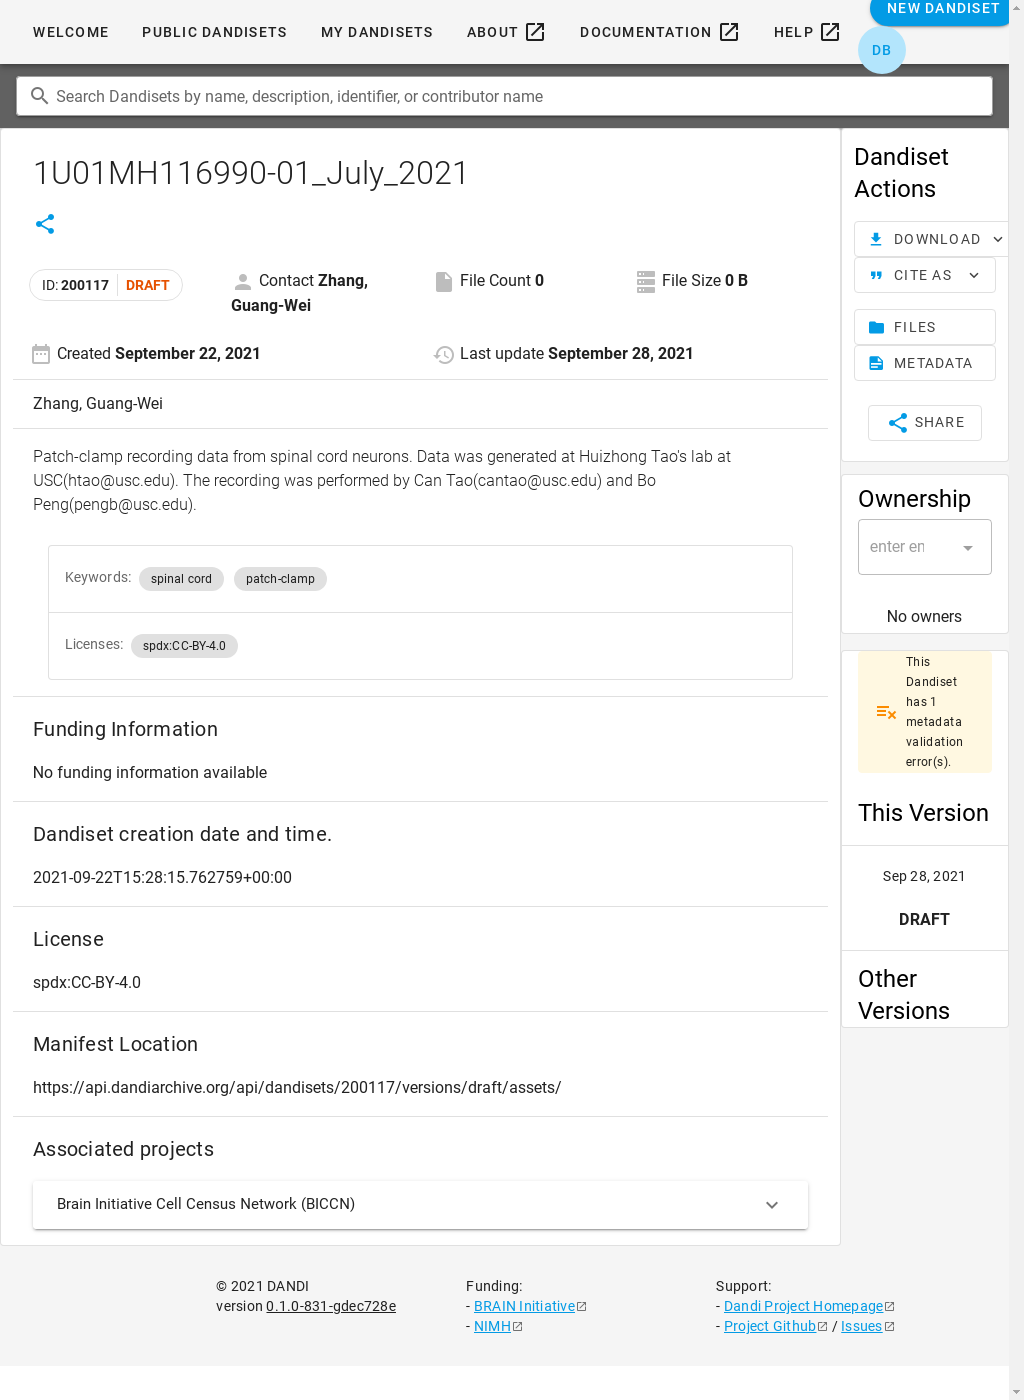 WELCOME PUBLIC DANDISETS MY DANDISETS ABOUT DOCUMENTATION HELP NEW DANDISET
DB
Search Dandisets by name, description, identifier, or contributor name
1U01MH116990-01_July_2021
ID: 200117 DRAFT
Contact Zhang,
Guang-Wei
File Count 0
File Size 0 B
Created September 22, 2021
Last update September 28, 2021
Zhang, Guang-Wei
Patch-clamp recording data from spinal cord neurons. Data was generated at Huizhong Tao's lab at
USC(htao@usc.edu). The recording was performed by Can Tao(cantao@usc.edu) and Bo
Peng(pengb@usc.edu).
Keywords: spinal cord patch-clamp
Licenses: spdx:CC-BY-4.0
Funding Information
No funding information available
Dandiset creation date and time.
2021-09-22T15:28:15.762759+00:00
License
spdx:CC-BY-4.0
Manifest Location
https://api.dandiarchive.org/api/dandisets/200117/versions/draft/assets/
Associated projects
Brain Initiative Cell Census Network (BICCN)
Dandiset
Actions
DOWNLOAD
CITE AS
FILES
METADATA
SHARE
Ownership
enter en
No owners
This
Dandiset
has 1
metadata
validation
error(s).
This Version
Sep 28, 2021
DRAFT
Other
Versions
© 2021 DANDI
version 0.1.0-831-gdec728e
Funding:
- BRAIN Initiative
- NIMH
Support:
- Dandi Project Homepage
- Project Github / Issues